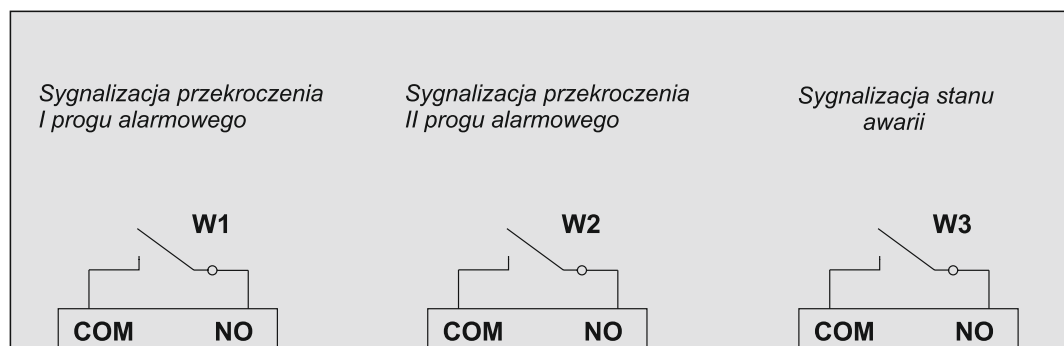 Sygnalizacja przekroczenia
I progu alarmowego
Sygnalizacja przekroczenia
II progu alarmowego
Sygnalizacja stanu
awarii
W1
W2
W3
COM NO
COM NO
COM NO